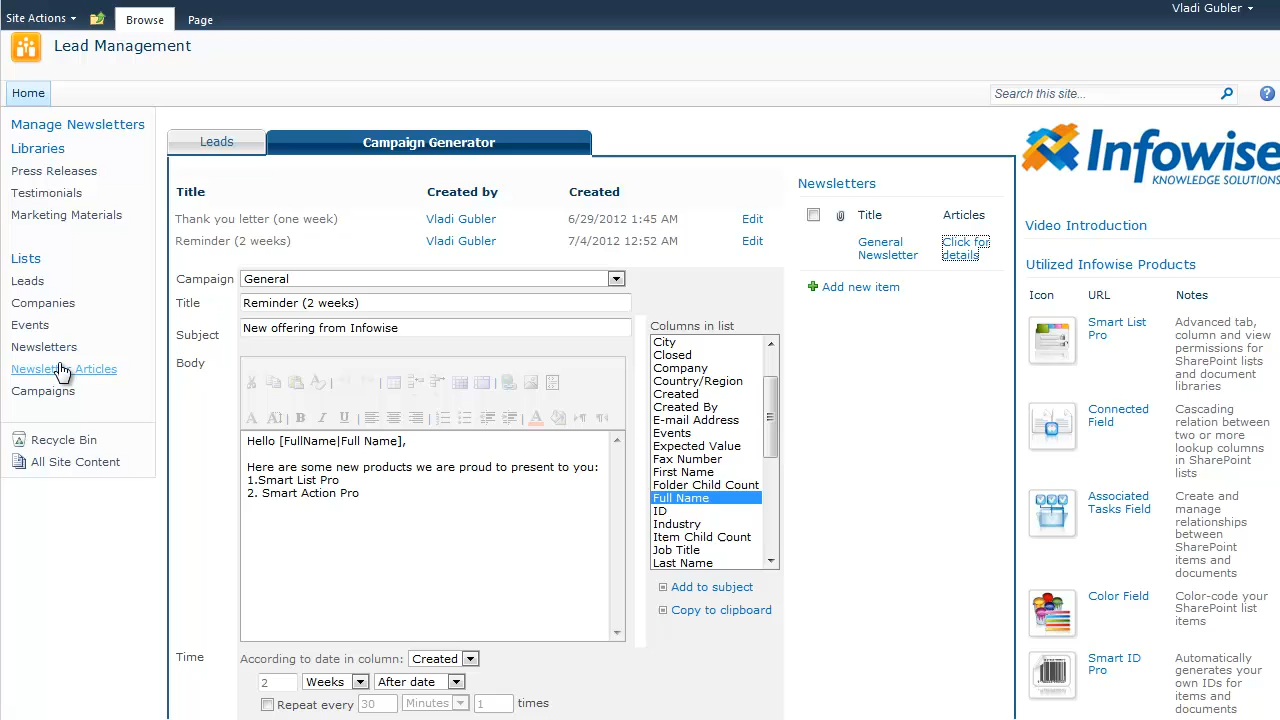 Site Actions
Browse
Page
Vladi Gubler
Lead Management
Home
Search this site...
Manage Newsletters
Libraries
Press Releases
Testimonials
Marketing Materials
Lists
Leads
Companies
Events
Newsletters
Newsletter Articles
Campaigns
Recycle Bin
All Site Content
Leads
Campaign Generator
Title Created by Created
Thank you letter (one week) Vladi Gubler 6/29/2012 1:45 AM Edit
Reminder (2 weeks) Vladi Gubler 7/4/2012 12:52 AM Edit
Campaign General
Title Reminder (2 weeks)
Subject New offering from Infowise
Body
Hello [FullName|Full Name],
Here are some new products we are proud to present to you:
1.Smart List Pro
2. Smart Action Pro
Columns in list
City
Closed
Company
Country/Region
Created
Created By
E-mail Address
Events
Expected Value
Fax Number
First Name
Folder Child Count
Full Name
ID
Industry
Item Child Count
Job Title
Last Name
Add to subject
Copy to clipboard
Time According to date in column: Created
2 Weeks After date
Repeat every 30 Minutes 1 times
Newsletters
Title Articles
General Newsletter
Click for details
Add new item
Infowise
KNOWLEDGE SOLUTIONS
Video Introduction
Utilized Infowise Products
Icon URL Notes
Smart List
Pro
Advanced tab,
column and view
permissions for
SharePoint lists
and document
libraries
Connected
Field
Cascading
relation between
two or more
lookup columns
in SharePoint
lists
Associated
Tasks Field
Create and
manage
relationships
between
SharePoint
items and
documents
Color Field
Color-code your
SharePoint list
items
Smart ID
Pro
Automatically
generates your
own IDs for
items and
documents